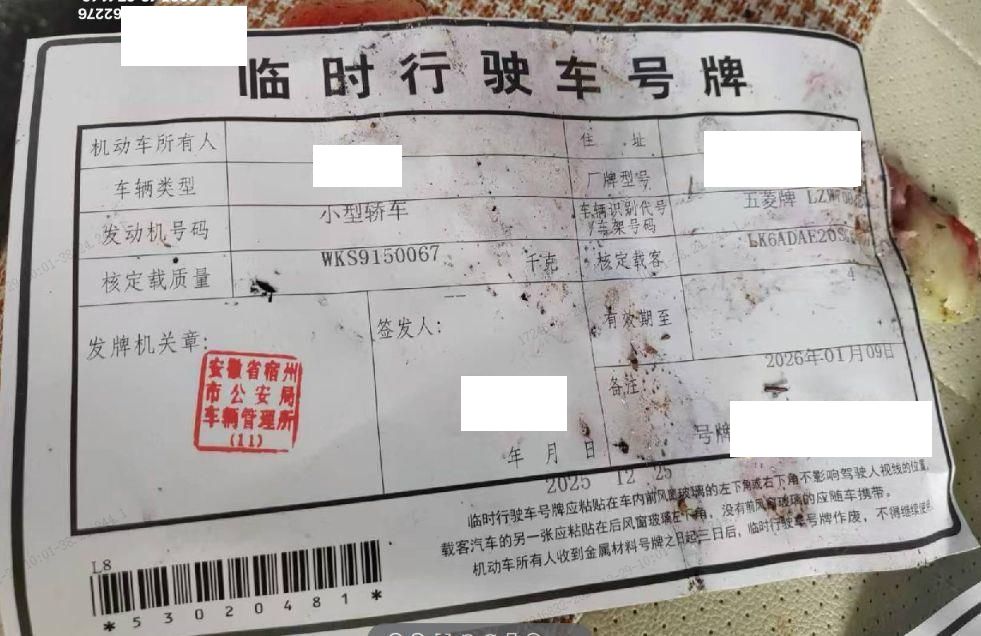 临时行驶车号牌
机动车所有人
住 址
车辆类型
小型轿车
厂牌型号
五菱牌
发动机号码
WKS9150067
车辆识别代号
/车架号码
LK6ADAE20S
核定载质量
千克
--
核定载客
4
发牌机关章:
安徽省宿州
市公安局
车辆管理所
(11)
签发人:
年 月 日
2025 12 25
有效期至
2026年01月09日
备注:
号牌
临时行驶车号牌应粘贴在车内前风窗玻璃的左下角或右下角不影响驾驶人视线的位置,
载客汽车的另一张应粘贴在后风窗玻璃左下角, 没有前风窗玻璃的应随车携带。
机动车所有人收到金属材料号牌之日起三日后, 临时行驶车号牌作废, 不得继续使用
L8
*53020481*